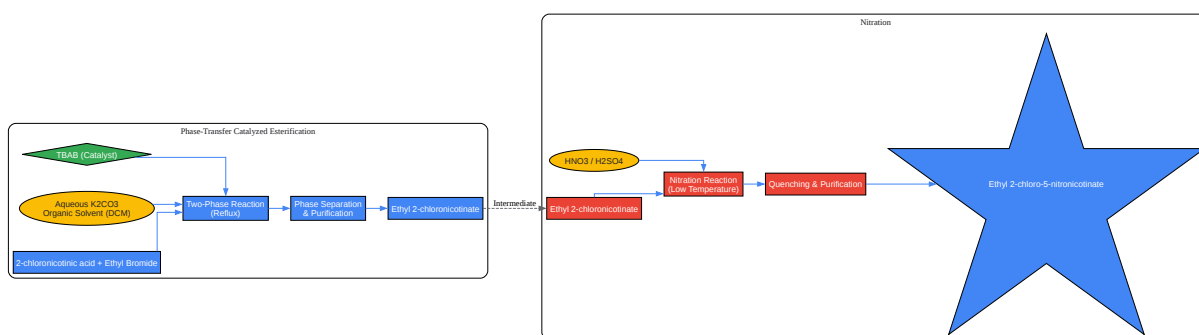 Phase-Transfer Catalyzed Esterification
TBAB (Catalyst)
Aqueous K2CO3
Organic Solvent (DCM)
2-chloronicotinic acid + Ethyl Bromide
Two-Phase Reaction
(Reflux)
Phase Separation
& Purification
Ethyl 2-chloronicotinate
Intermediate
Nitration
HNO3 / H2SO4
Ethyl 2-chloronicotinate
Nitration Reaction
(Low Temperature)
Quenching & Purification
Ethyl 2-chloro-5-nitronicotinate